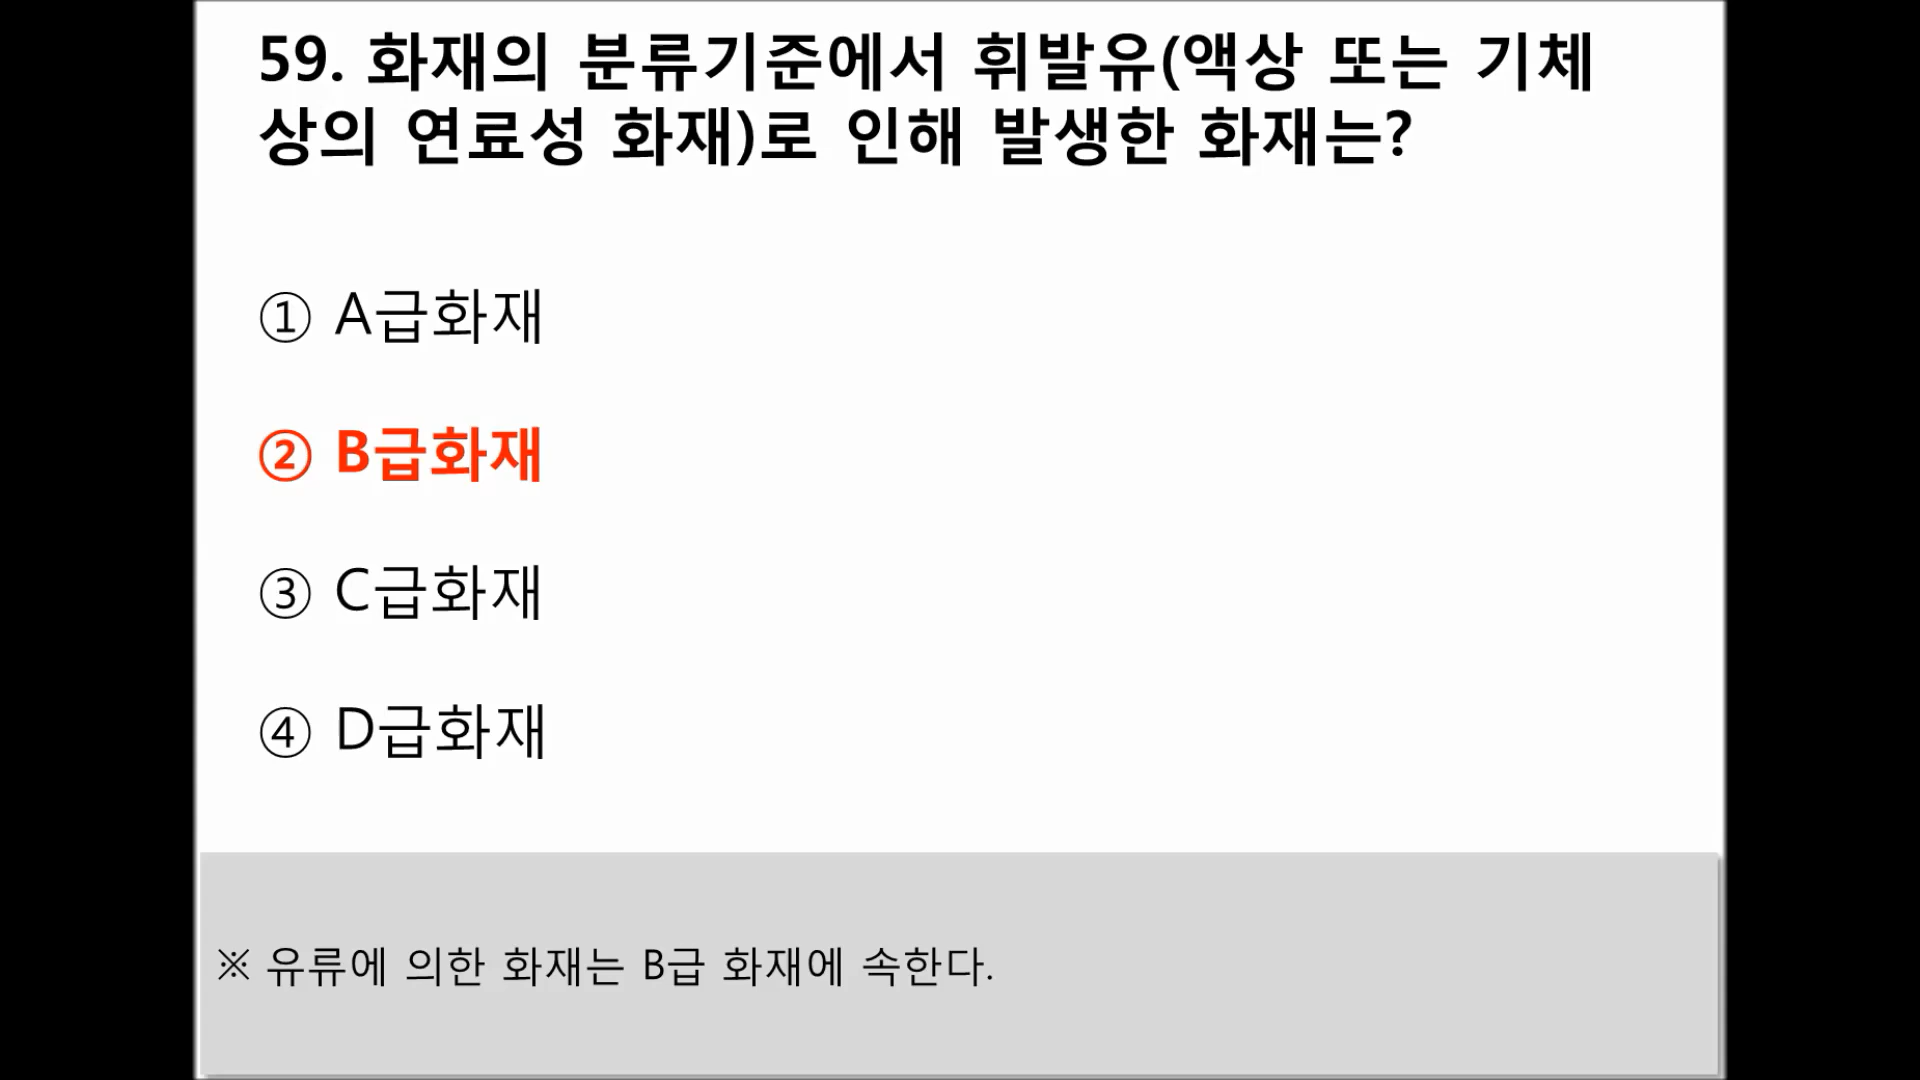 59. 화재의 분류기준에서 휘발유(액상 또는 기체
상의 연료성 화재)로 인해 발생한 화재는?
① A급화재
② B급화재
③ C급화재
④ D급화재
※ 유류에 의한 화재는 B급 화재에 속한다.